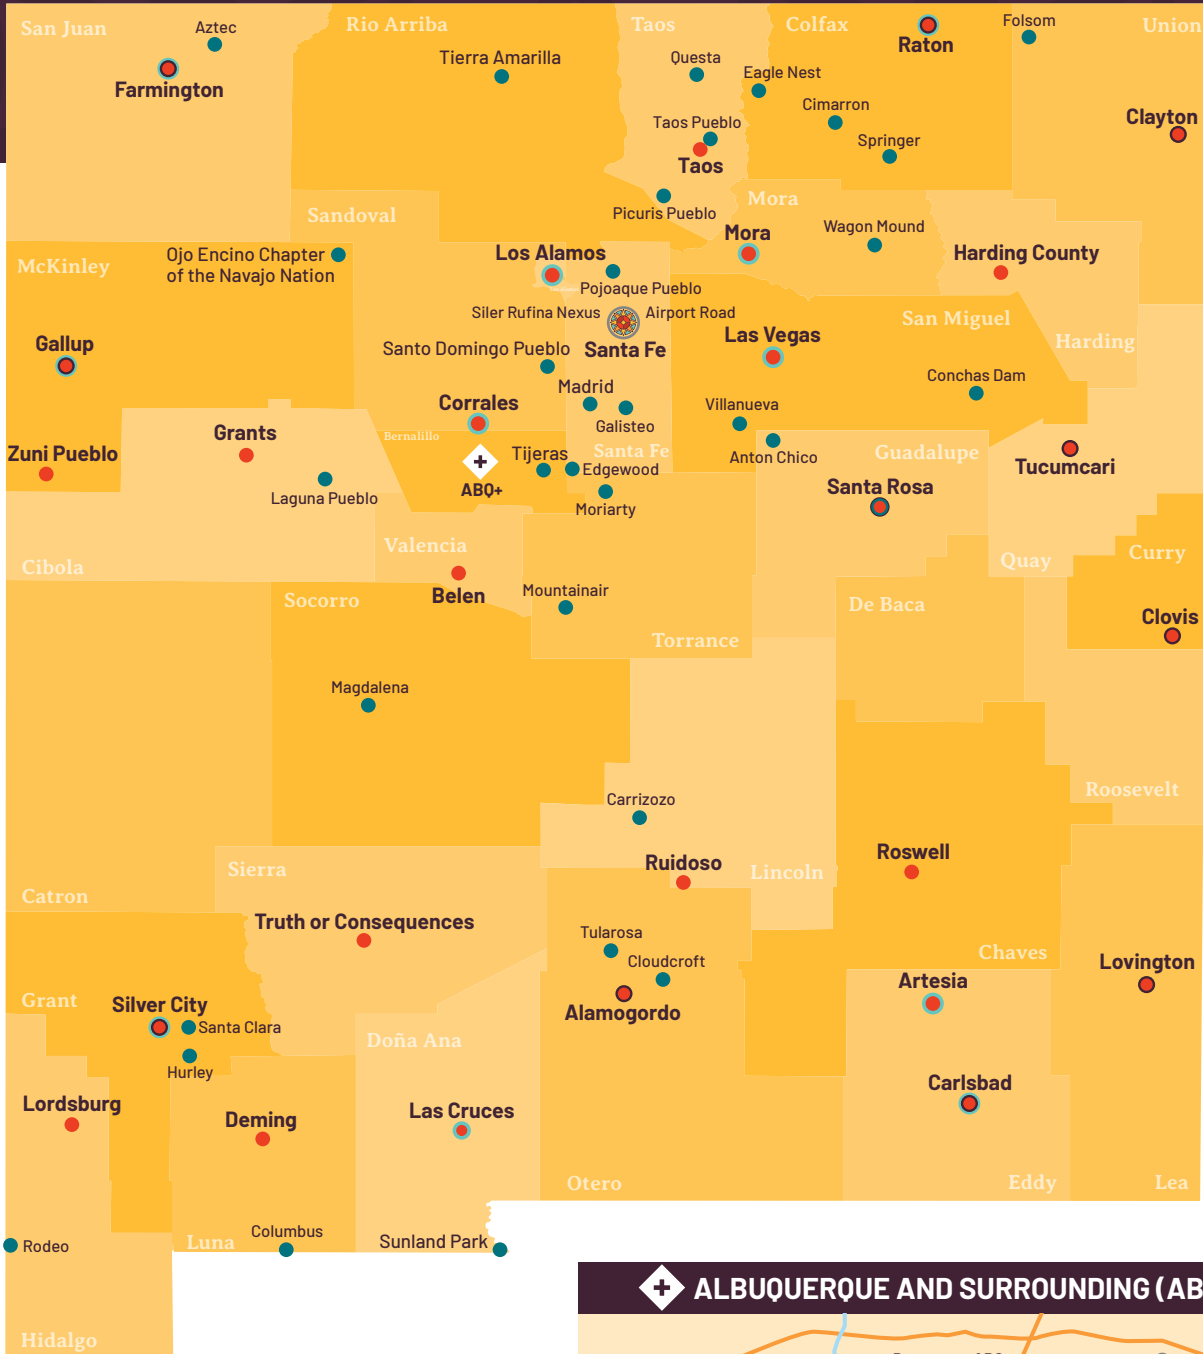 San Juan
Aztec
Farmington
Rio Arriba
Tierra Amarilla
Taos
Questa
Taos Pueblo
Taos
Picuris Pueblo
Colfax
Raton
Eagle Nest
Cimarron
Springer
Folsom
Union
Clayton
Sandoval
Mora
Mora
Wagon Mound
Harding County
McKinley
Ojo Encino Chapter
of the Navajo Nation
Los Alamos
Pojoaque Pueblo
Siler Rufina Nexus
Airport Road
Santa Fe
Gallup
Santo Domingo Pueblo
Las Vegas
San Miguel
Harding
Conchas Dam
Madrid
Galisteo
Corrales
Villanueva
Anton Chico
Bernalillo
Santa Fe
Guadalupe
Zuni Pueblo
Grants
Laguna Pueblo
ABQ+
Tijeras
Edgewood
Moriarty
Santa Rosa
Tucumcari
Cibola
Valencia
Belen
Quay
Curry
Socorro
Mountainair
Torrance
De Baca
Clovis
Magdalena
Roosevelt
Carrizozo
Ruidoso
Lincoln
Roswell
Catron
Sierra
Truth or Consequences
Tularosa
Cloudcroft
Alamogordo
Chaves
Artesia
Lovington
Grant
Silver City
Santa Clara
Hurley
Doña Ana
Carlsbad
Lordsburg
Deming
Las Cruces
Otero
Eddy
Lea
Rodeo
Luna
Columbus
Sunland Park
Hidalgo
ALBUQUERQUE AND SURROUNDING (AB